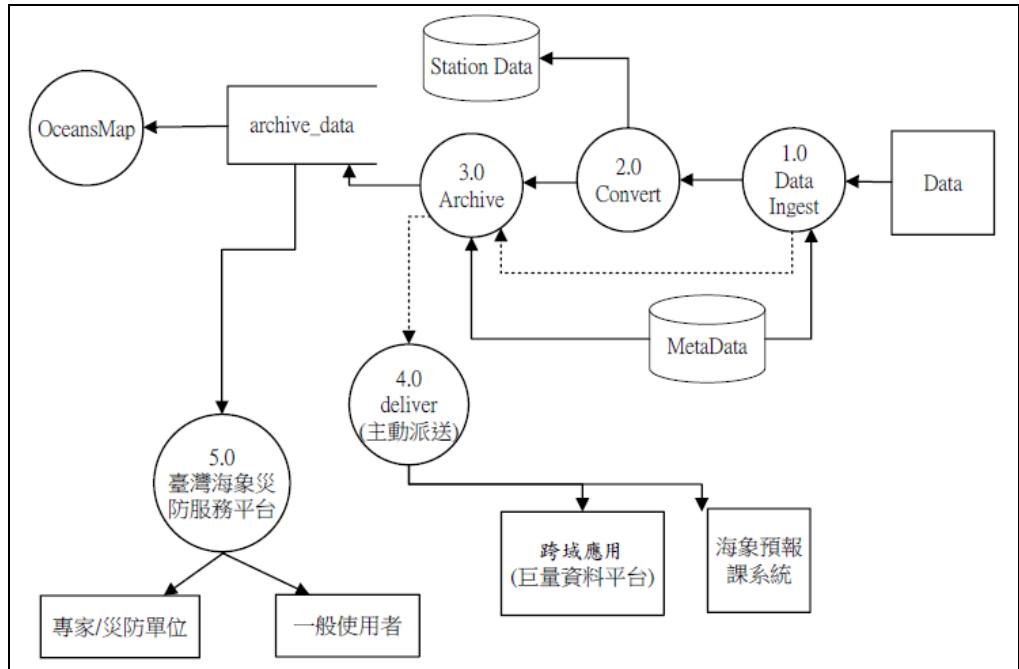 Station Data
OceansMap
archive_data
3.0
Archive
2.0
Convert
1.0
Data
Ingest
Data
MetaData
4.0
deliver
(主動派送)
5.0
臺灣海象災
防服務平台
跨域應用
(巨量資料平台)
海象預報
課系統
專家/災防單位
一般使用者